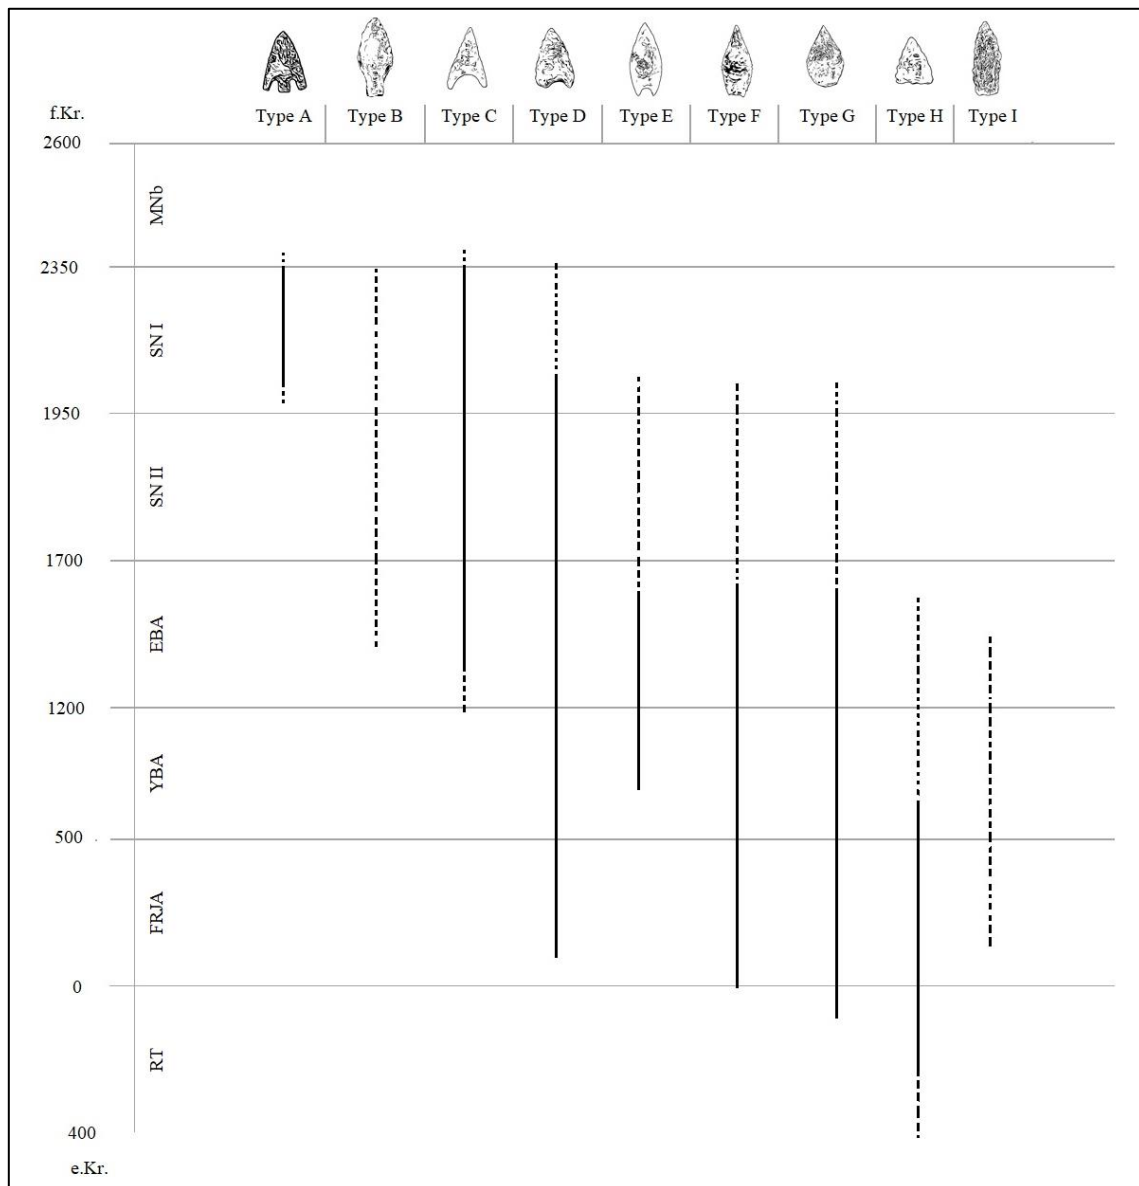 f.Kr.
Type A Type B Type C Type D Type E Type F Type G Type H Type I
2600
MNb
2350
SN I
1950
SN II
1700
EBA
1200
YBA
500
FRJA
0
RT
400
e.Kr.